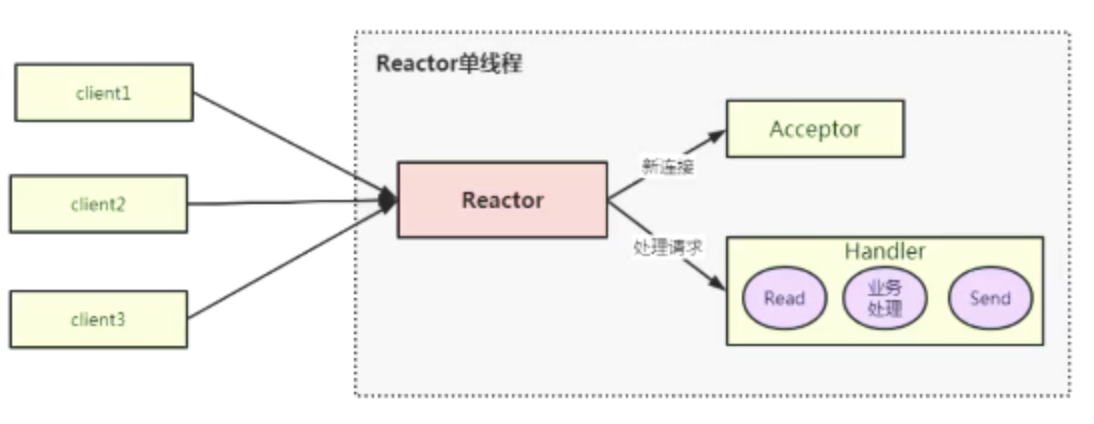 Reactor单线程
client1
Acceptor
新连接
client2
Reactor
处理请求
Handler
Read
业务
处理
Send
client3